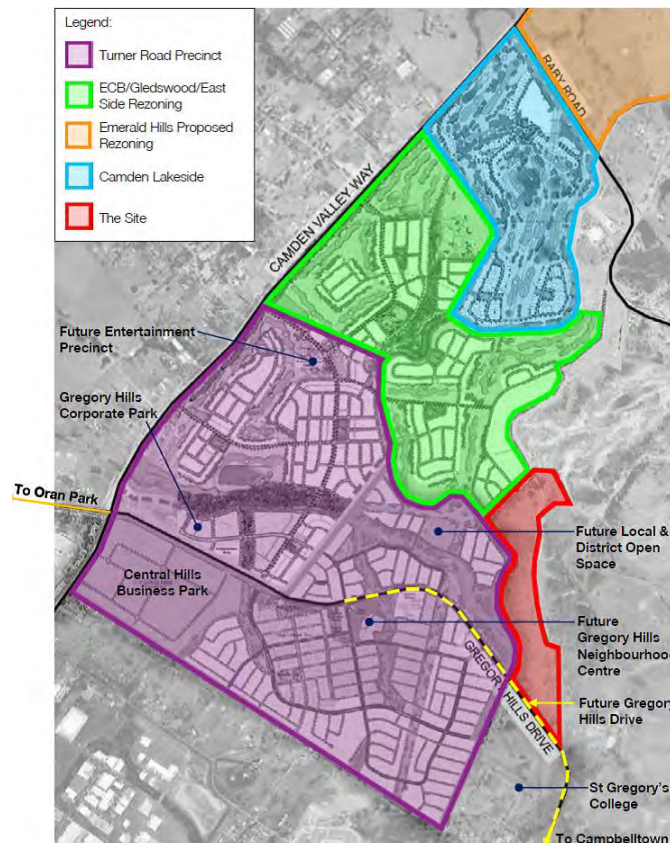 Legend:
Turner Road Precinct
ECB/Gledswood/East
Side Rezoning
Emerald Hills Proposed
Rezoning
Camden Lakeside
The Site
RABY ROAD
CAMDEN VALLEY WAY
Future Entertainment
Precinct
Gregory Hills
Corporate Park
To Oran Park
Central Hills
Business Park
Future Local &
District Open
Space
Future
Gregory Hills
Neighbourhood
Centre
GREGORY HILLS DRIVE
Future Gregory
Hills Drive
St Gregory's
College
To Campbelltown